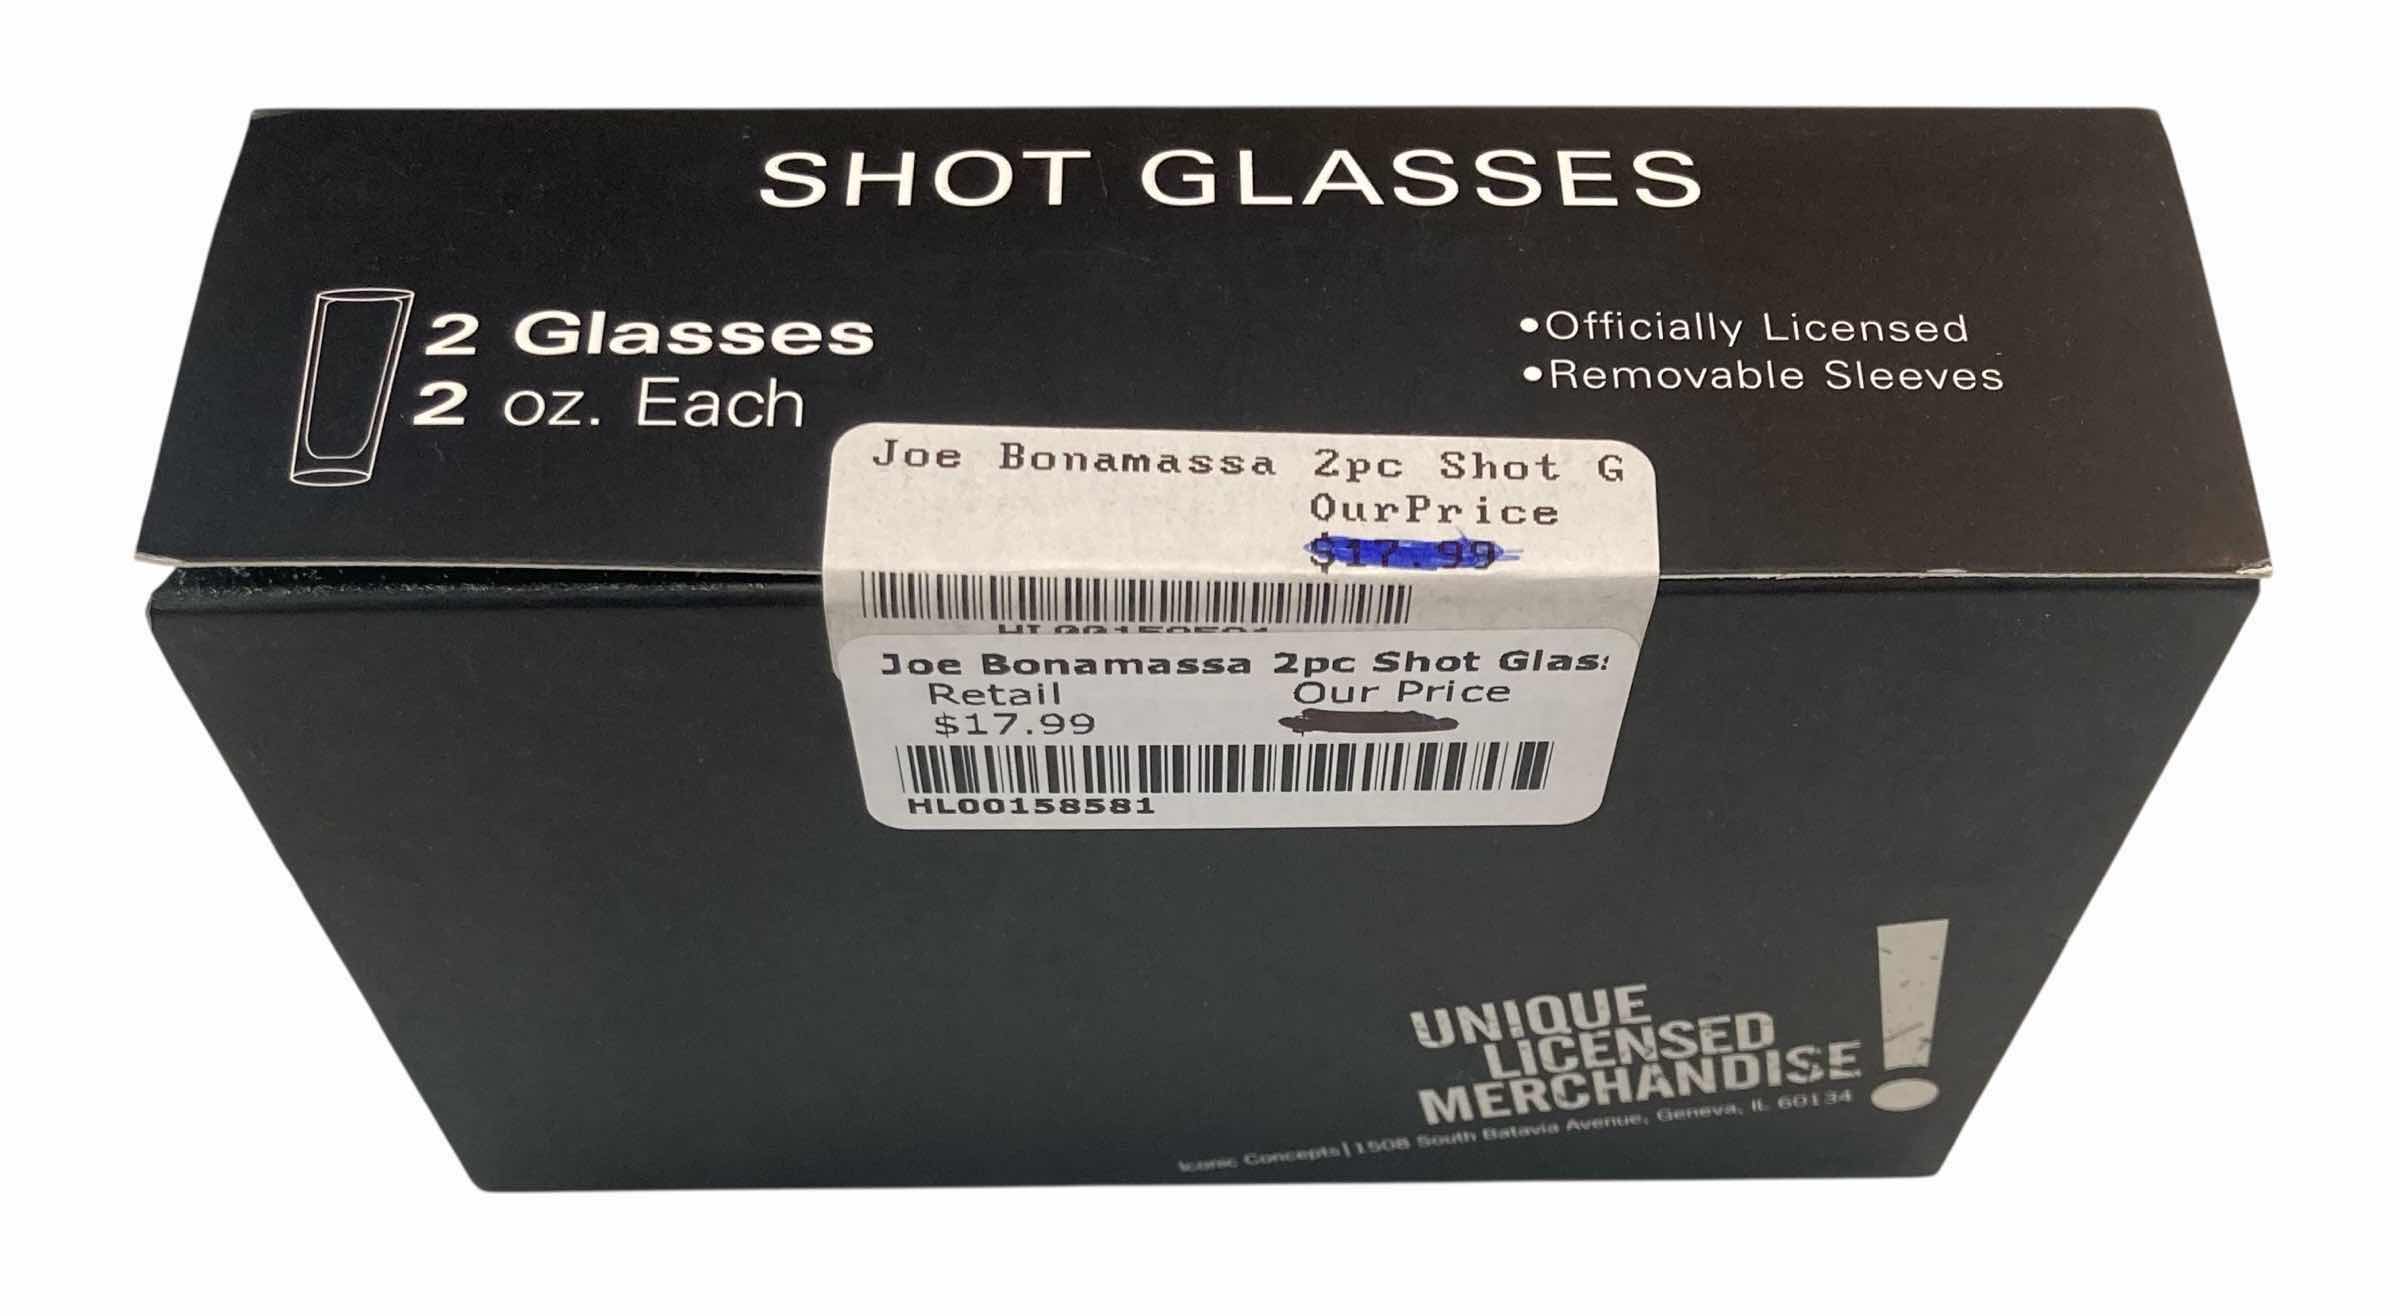 SHOT GLASSES
2 Glasses
2 oz. Each
•Officially Licensed
•Removable Sleeves
Joe Bonamassa 2pc Shot G
OurPrice
$17.99
Joe Bonamassa 2pc Shot Glas
Retail Our Price
$17.99
HL00158581
UNIQUE
LICENSED
MERCHANDISE!
Iconic Concepts|1508 South Batavia Avenue, Geneva, IL 60134